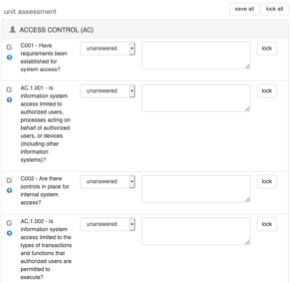 unit assessment
save all
lock all
ACCESS CONTROL (AC)
C001 - Have
requirements been
established for
system access?
unanswered
lock
AC.1.001 - Is
information system
access limited to
authorized users,
processes acting on
behalf of authorized
users, or devices
(including other
information
systems)?
unanswered
lock
C002 - Are there
controls in place for
internal system
access?
unanswered
lock
AC.1.002 - Is
information system
access limited to the
types of transactions
and functions that
authorized users are
permitted to
execute?
unanswered
lock